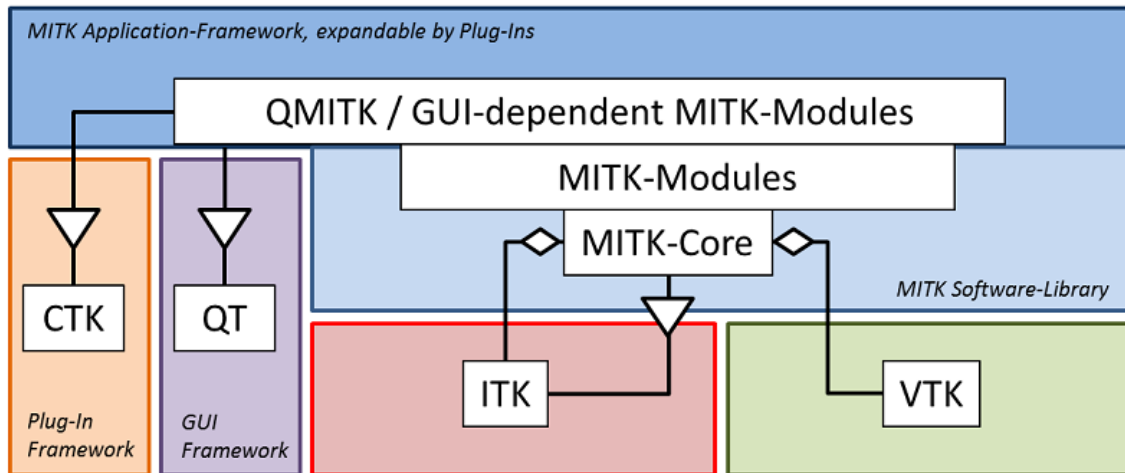 MITK Application-Framework, expandable by Plug-Ins
QMITK / GUI-dependent MITK-Modules
MITK-Modules
MITK-Core
MITK Software-Library
CTK
QT
ITK
VTK
Plug-In
Framework
GUI
Framework